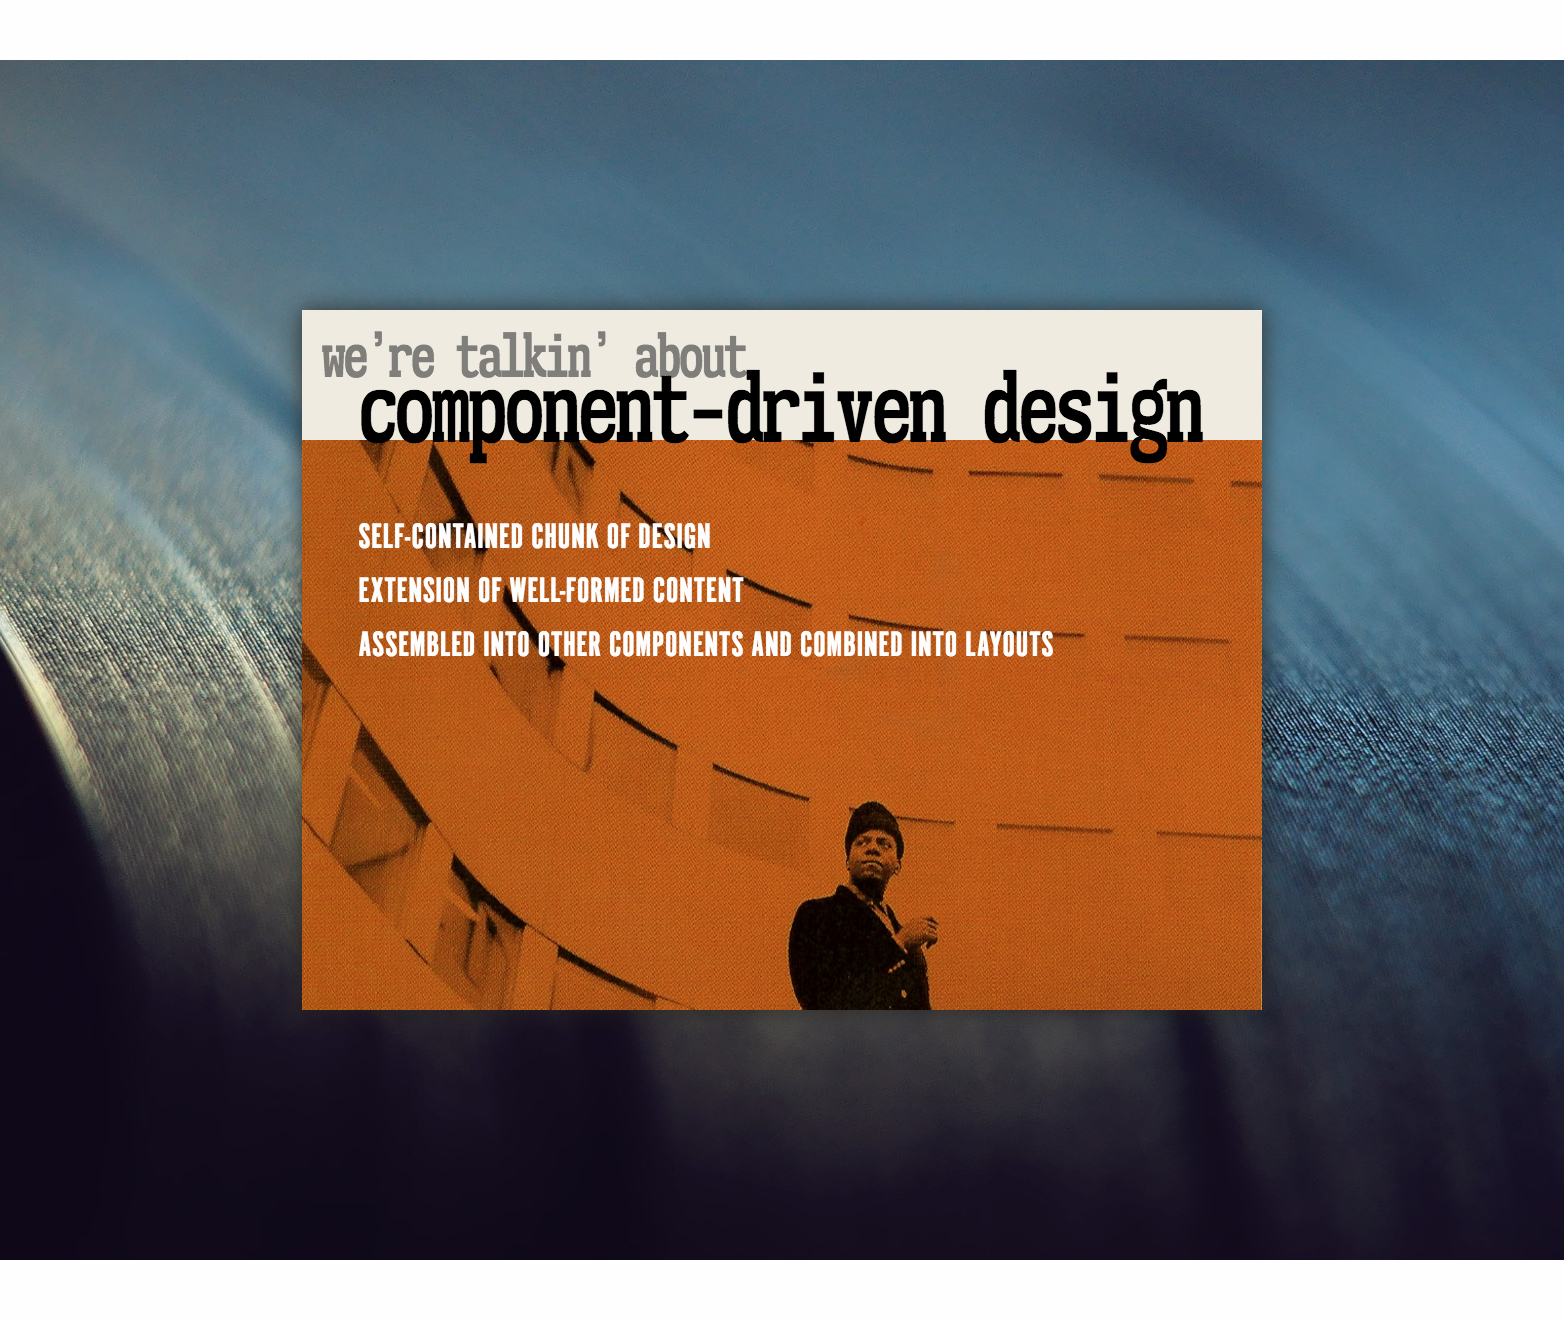 we're talkin' about
component-driven design
SELF-CONTAINED CHUNK OF DESIGN
EXTENSION OF WELL-FORMED CONTENT
ASSEMBLED INTO OTHER COMPONENTS AND COMBINED INTO LAYOUTS